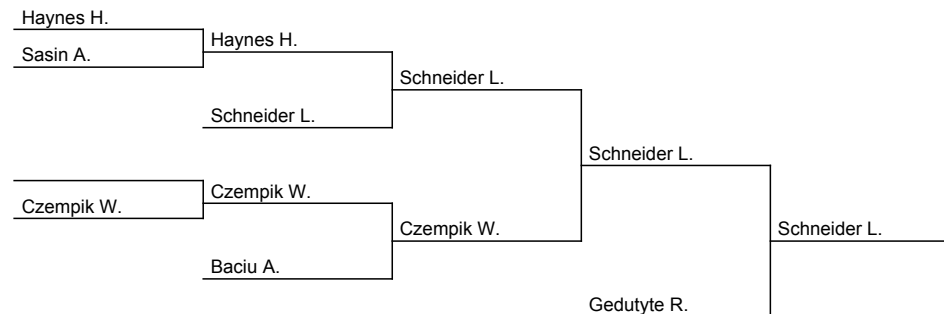 Haynes H.
Sasin A.
Haynes H.
Schneider L.
Schneider L.
Czempik W.
Czempik W.
Baciu A.
Czempik W.
Schneider L.
Gedutyte R.
Schneider L.